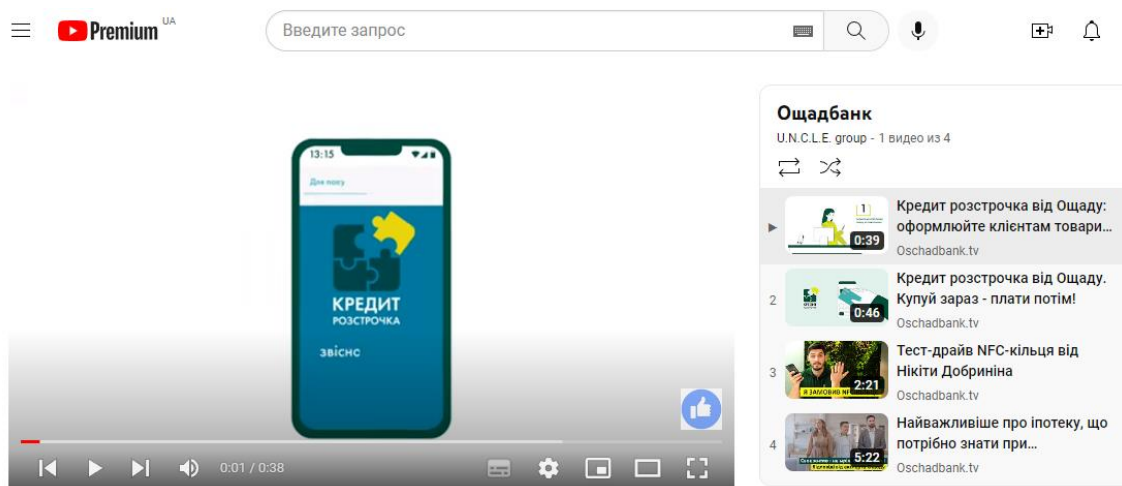 Premium UA
Введите запрос
13:15
КРЕДИТ
РОЗСТРОЧКА
звісно
0:01 / 0:38
Ощадбанк
U.N.C.L.E. group - 1 видео из 4
1
0:39
Кредит розстрочка від Ощаду:
оформлюйте клієнтам товари...
Oschadbank.tv
2
0:46
Кредит розстрочка від Ощаду.
Купуй зараз - плати потім!
Oschadbank.tv
3
Я ЗАМОВИВ
2:21
Тест-драйв NFC-кільця від
Нікіти Добриніна
Oschadbank.tv
4
5:22
Найважливіше про іпотеку, що
потрібно знати при...
Oschadbank.tv